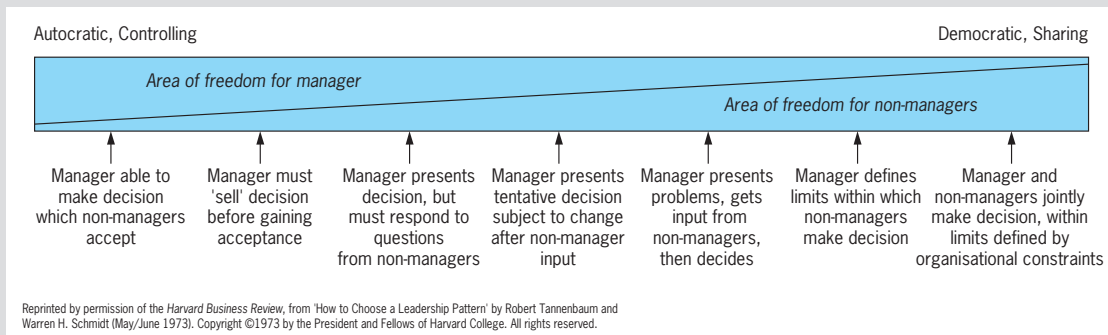 Autocratic, Controlling
Democratic, Sharing
Area of freedom for manager
Area of freedom for non-managers
Manager able to
make decision
which non-managers
accept
Manager must
'sell' decision
before gaining
acceptance
Manager presents
decision, but
must respond to
questions
from non-managers
Manager presents
tentative decision
subject to change
after non-manager
input
Manager presents
problems, gets
input from
non-managers,
then decides
Manager defines
limits within which
non-managers
make decision
Manager and
non-managers jointly
make decision, within
limits defined by
organisational constraints
Reprinted by permission of the Harvard Business Review, from 'How to Choose a Leadership Pattern' by Robert Tannenbaum and
Warren H. Schmidt (May/June 1973). Copyright ©1973 by the President and Fellows of Harvard College. All rights reserved.